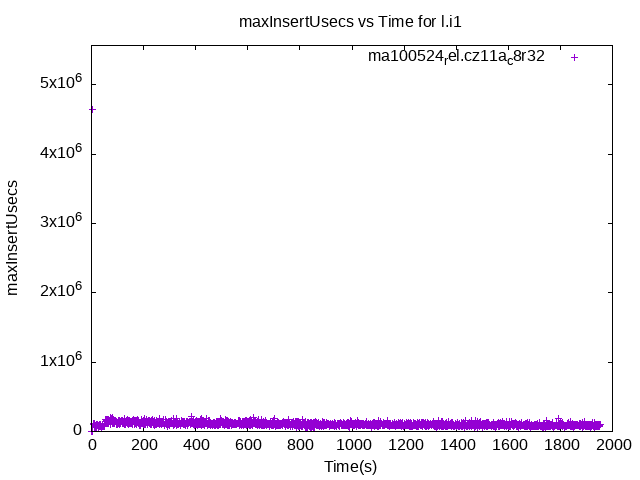 maxInsertUsecs vs Time for l.i1
ma100524rel.cz11ac8r32
5x10^6
4x10^6
3x10^6
2x10^6
1x10^6
0
maxInsertUsecs
0 200 400 600 800 1000 1200 1400 1600 1800 2000
Time(s)